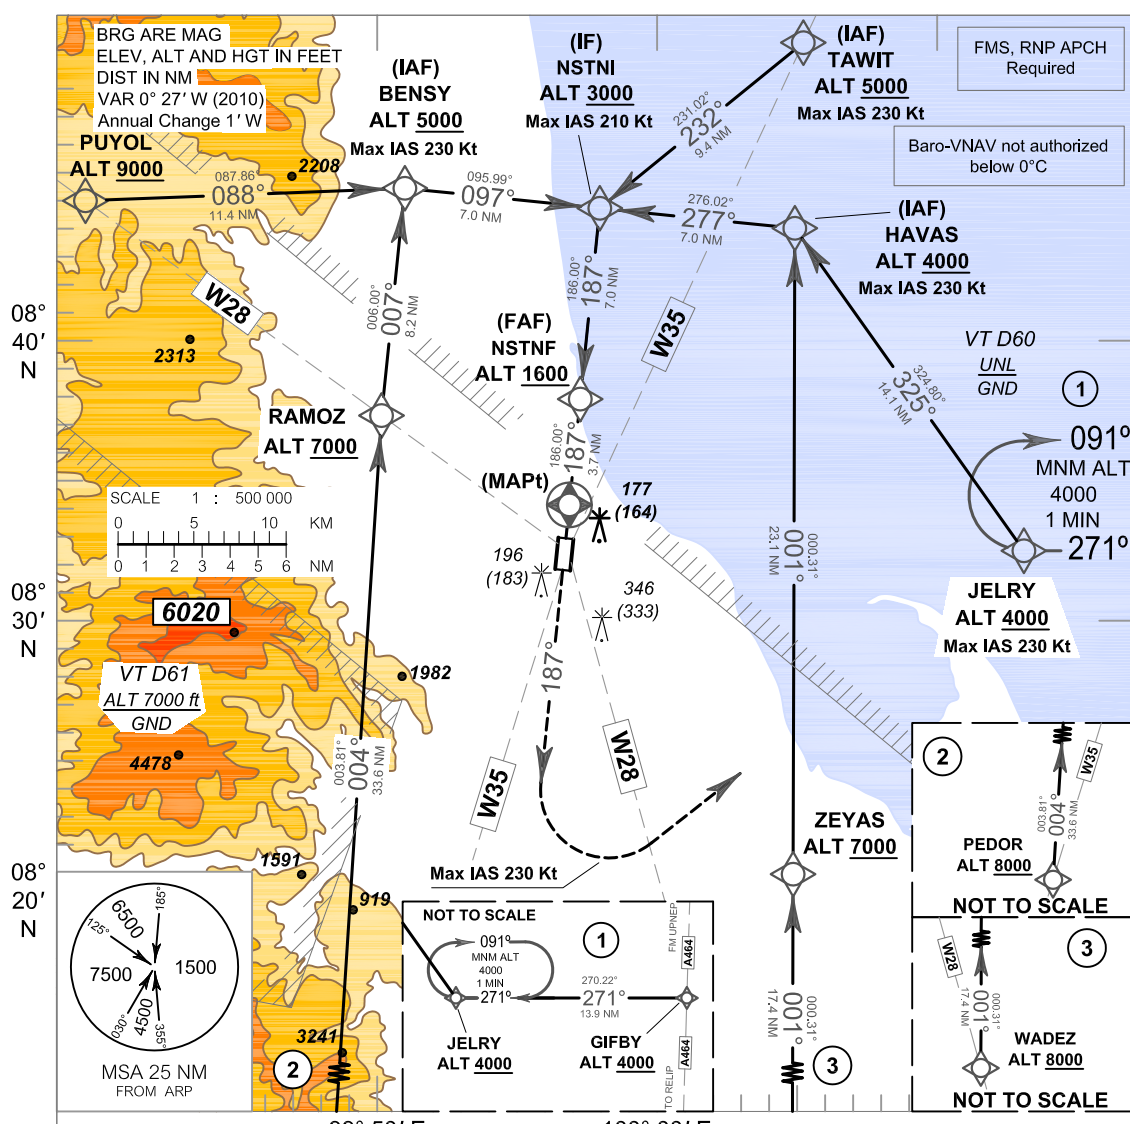 BRG ARE MAG
ELEV, ALT AND HGT IN FEET
DIST IN NM
VAR 0° 27' W (2010)
Annual Change 1' W
PUYOL
ALT 9000
087.86°
088°
11.4 NM
2208
(IAF)
BENSY
ALT 5000
Max IAS 230 Kt
095.99°
097°
7.0 NM
(IF)
NSTNI
ALT 3000
Max IAS 210 Kt
231.02°
232°
9.4 NM
(IAF)
TAWIT
ALT 5000
Max IAS 230 Kt
FMS, RNP APCH
Required
Baro-VNAV not authorized
below 0°C
276.02°
277°
7.0 NM
(IAF)
HAVAS
ALT 4000
Max IAS 230 Kt
186.00°
187°
7.0 NM
W28
W35
006.00°
007°
8.2 NM
08°
40'
N
2313
(FAF)
NSTNF
ALT 1600
VT D60
UNL
GND
1
324.80°
325°
14.1 NM
RAMOZ
ALT 7000
186.00°
187°
3.7 NM
(MAPt)
177
(164)
091º
MNM ALT
4000
1 MIN
271º
JELRY
ALT 4000
Max IAS 230 Kt
SCALE 1 : 500 000
0 5 10 KM
0 1 2 3 4 5 6 NM
196
(183)
346
(333)
000.31°
001°
23.1 NM
08°
30'
N
6020
1982
VT D61
ALT 7000 ft
GND
4478
187°
003.81°
004°
33.6 NM
W35
W28
Max IAS 230 Kt
ZEYAS
ALT 7000
2
003.81°
004°
33.6 NM
W35
PEDOR
ALT 8000
NOT TO SCALE
08°
20'
N
1591
919
3241
2
6500
185°
125°
7500
1500
030°
4500
355°
MSA 25 NM
FROM ARP
NOT TO SCALE
1
091º
MNM ALT
4000
1 MIN
271º
270.22°
271°
13.9 NM
JELRY
ALT 4000
GIFBY
ALT 4000
FM UPNEP
A464
A464
TO RELIP
000.31°
001°
17.4 NM
3
3
W28
000.31°
001°
17.4 NM
WADEZ
ALT 8000
NOT TO SCALE